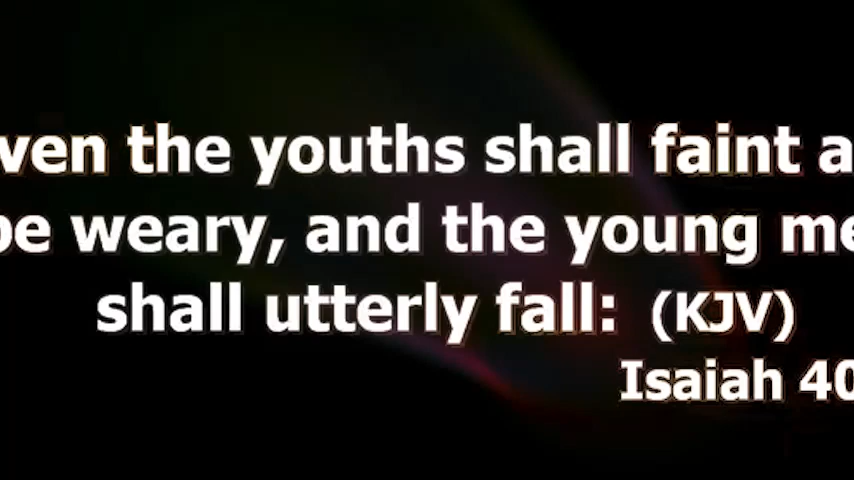 ven the youths shall faint a
be weary, and the young me
shall utterly fall: (KJV)
Isaiah 40